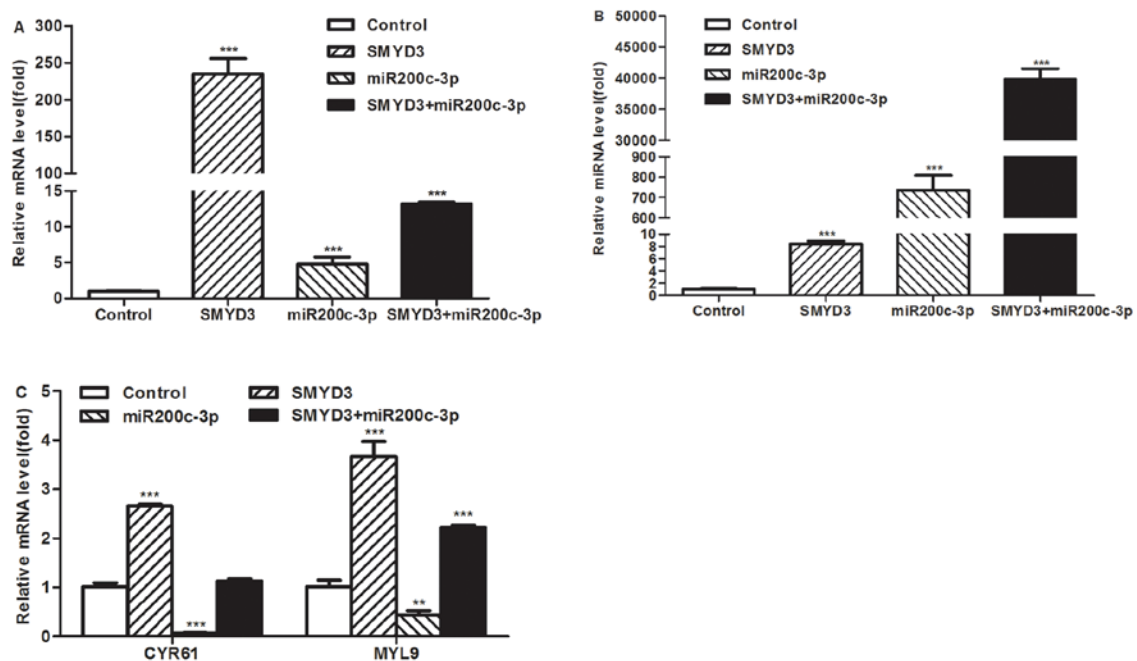 A
Relative mRNA level(fold)
300
250
200
150
100
15
10
5
0
***
***
***
Control
SMYD3
miR200c-3p
SMYD3+miR200c-3p
Control
SMYD3
miR200c-3p
SMYD3+miR200c-3p
B
Relative miRNA level(fold)
50000
45000
40000
35000
30000
900
800
700
600
10
8
6
4
2
0
***
***
***
Control
SMYD3
miR200c-3p
SMYD3+miR200c-3p
Control
SMYD3
miR200c-3p
SMYD3+miR200c-3p
C
Relative mRNA level(fold)
5
4
3
2
1
0
Control
SMYD3
miR200c-3p
SMYD3+miR200c-3p
***
***
***
**
***
CYR61
MYL9